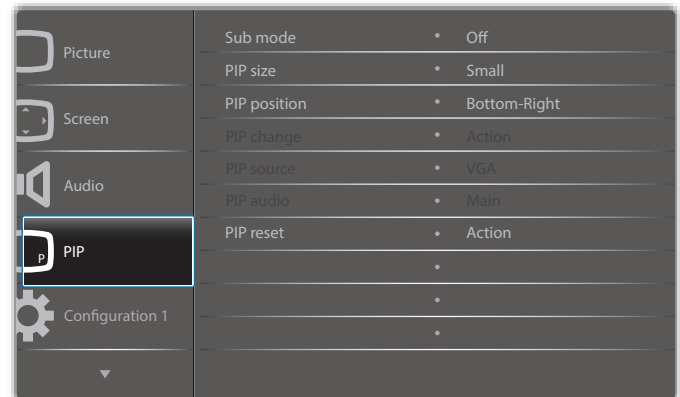 Picture
Screen
Audio
P
PIP
Configuration 1
Sub mode • Off
PIP size • Small
PIP position • Bottom-Right
PIP change • Action
PIP source • VGA
PIP audio • Main
PIP reset • Action
•
•
•